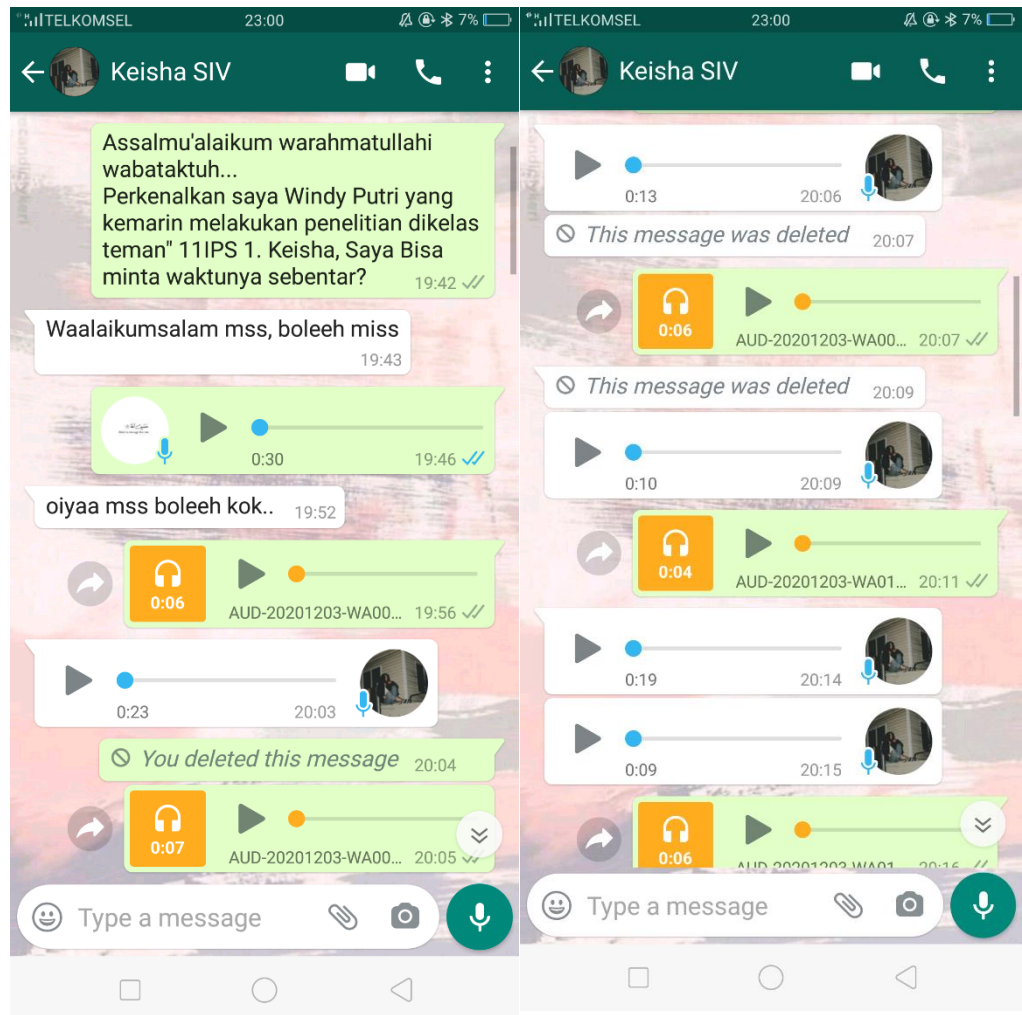 TELKOMSEL 23:00 7%
Keisha SIV
Assalmu'alaikum warahmatullahi
wabataktuh...
Perkenalkan saya Windy Putri yang
kemarin melakukan penelitian dikelas
teman" 11IPS 1. Keisha, Saya Bisa
minta waktunya sebentar?
19:42
Waalaikumsalam mss, boleeh miss
19:43
0:30 19:46
oiyaa mss boleeh kok.. 19:52
0:06
AUD-20201203-WA00... 19:56
0:23 20:03
You deleted this message 20:04
0:07
AUD-20201203-WA00... 20:05
Type a message
TELKOMSEL 23:00 7%
Keisha SIV
0:13 20:06
This message was deleted 20:07
0:06
AUD-20201203-WA00... 20:07
This message was deleted 20:09
0:10 20:09
0:04
AUD-20201203-WA01... 20:11
0:19 20:14
0:09 20:15
0:06
AUD-20201203-WA01... 20:16
Type a message